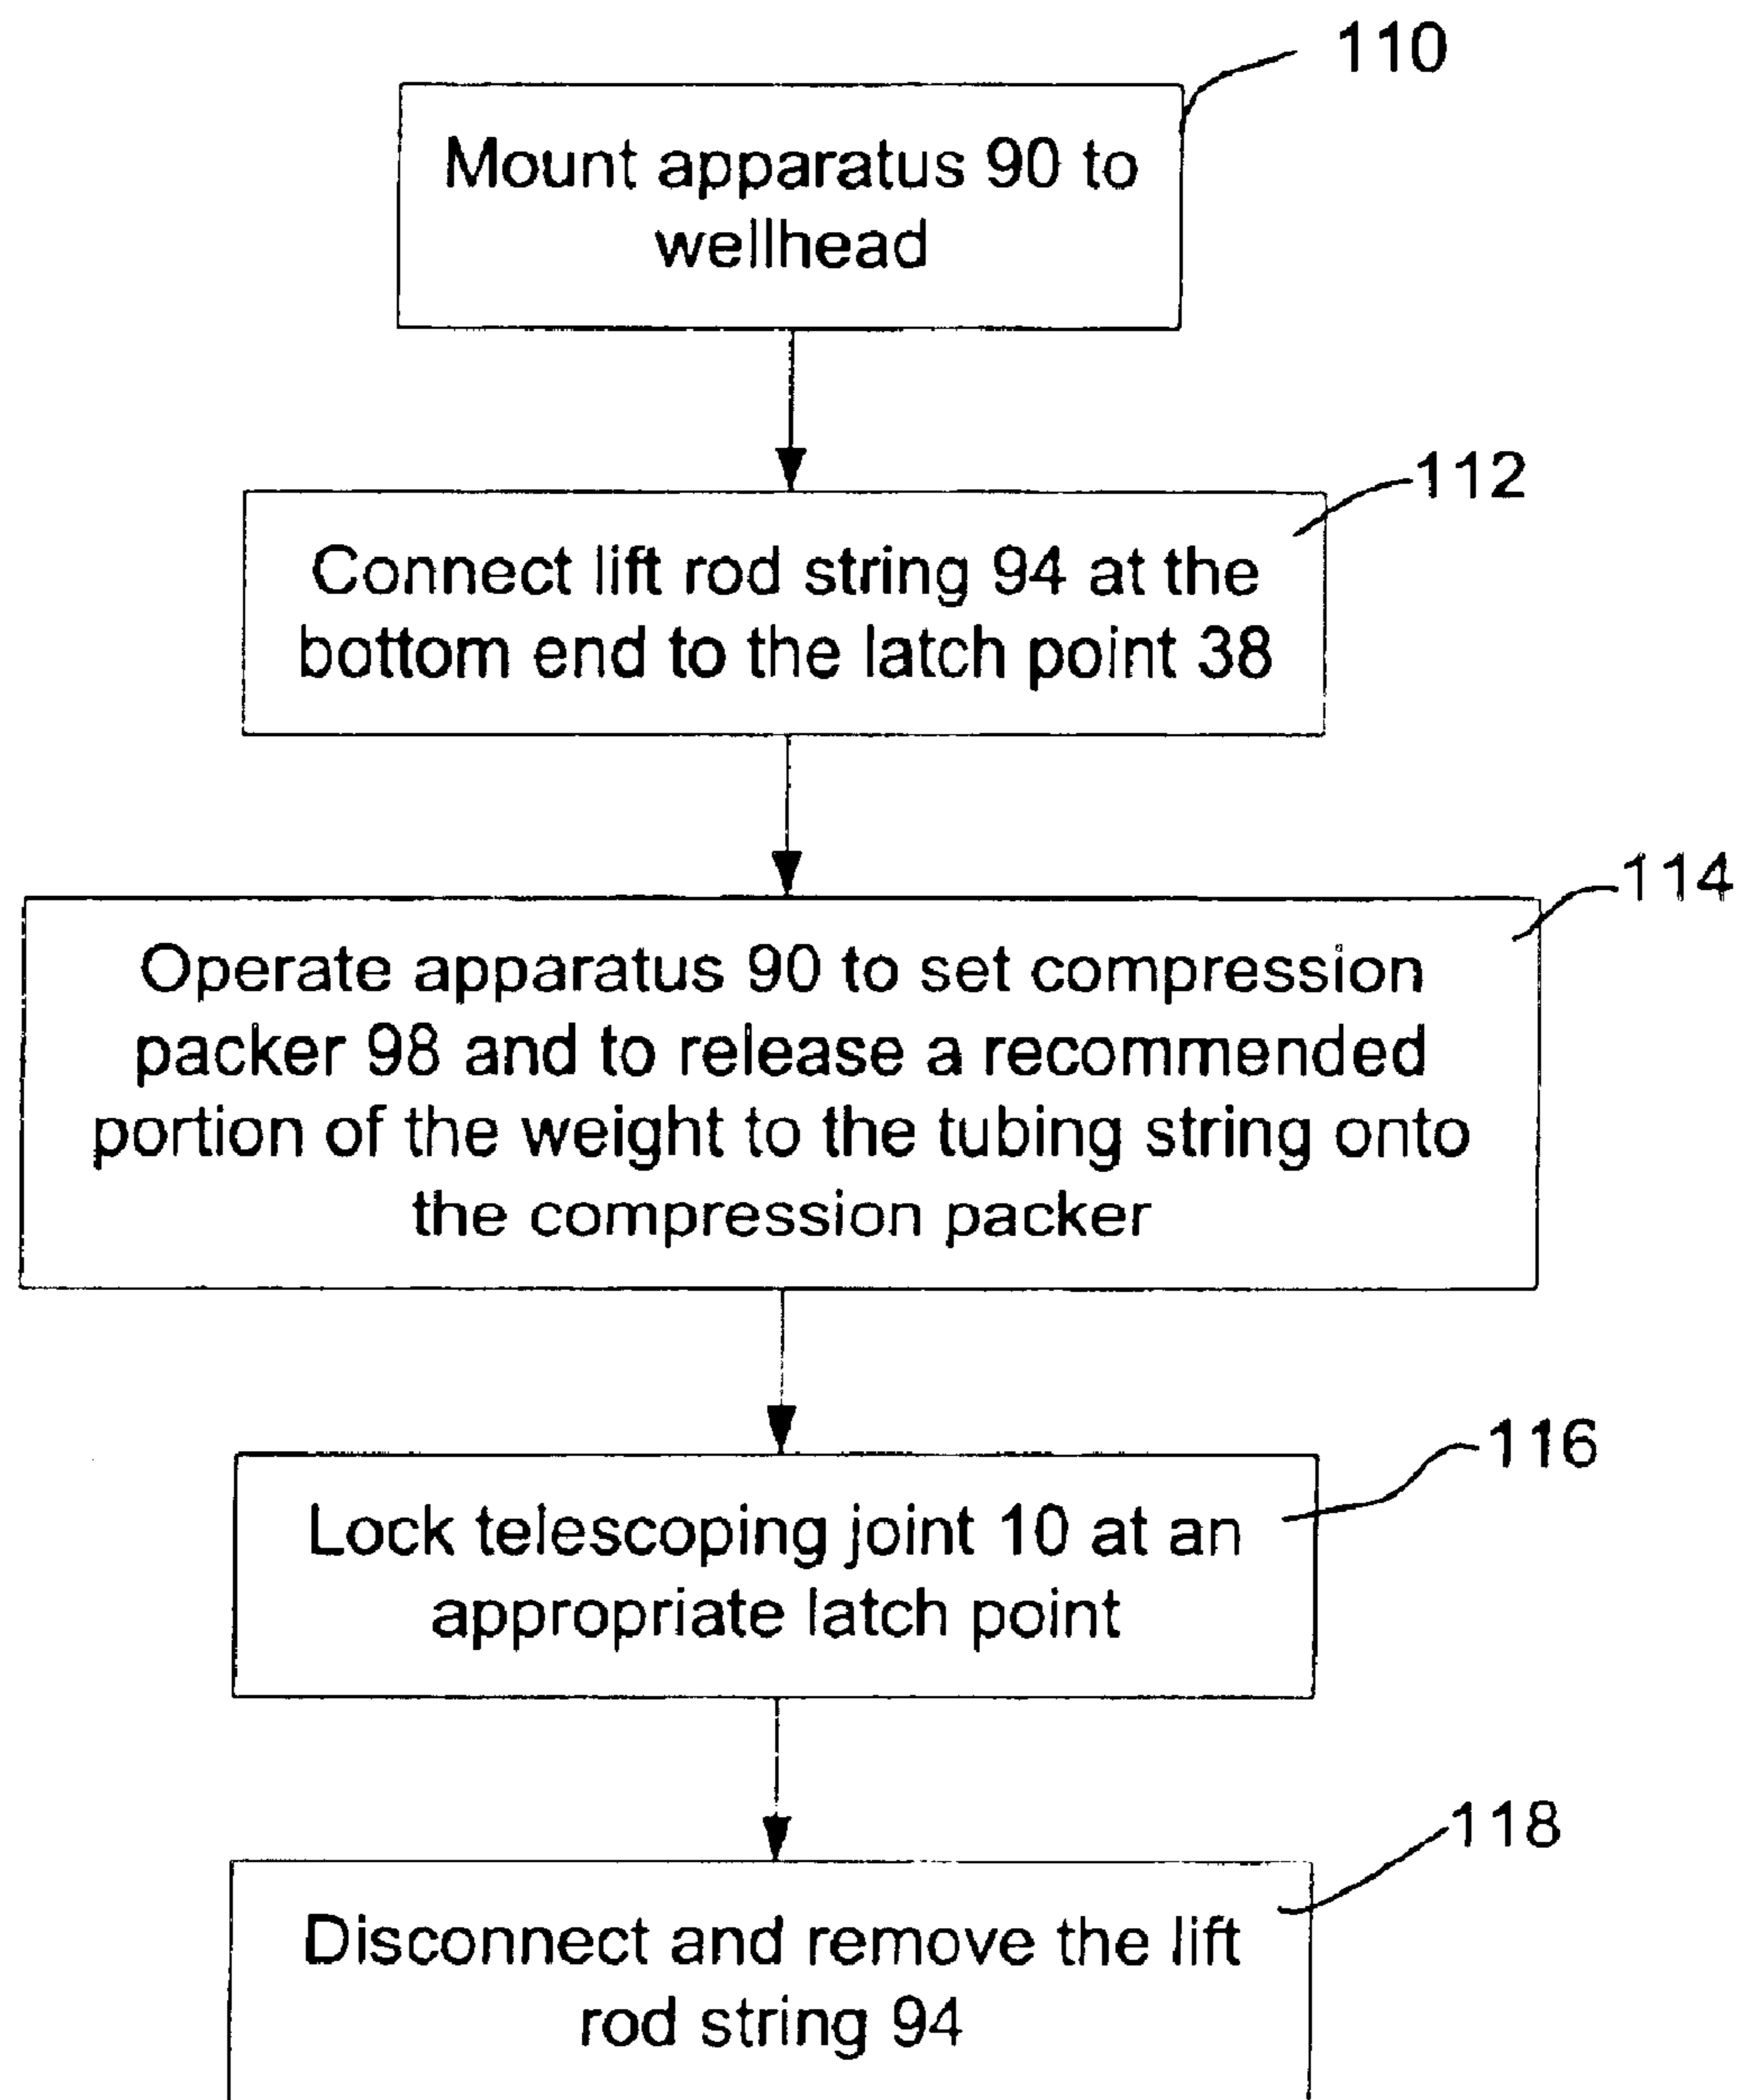 110
Mount apparatus 90 to
wellhead
112
Connect lift rod string 94 at the
bottom end to the latch point 38
114
Operate apparatus 90 to set compression
packer 98 and to release a recommended
portion of the weight to the tubing string onto
the compression packer
116
Lock telescoping joint 10 at an
appropriate latch point
118
Disconnect and remove the lift
rod string 94